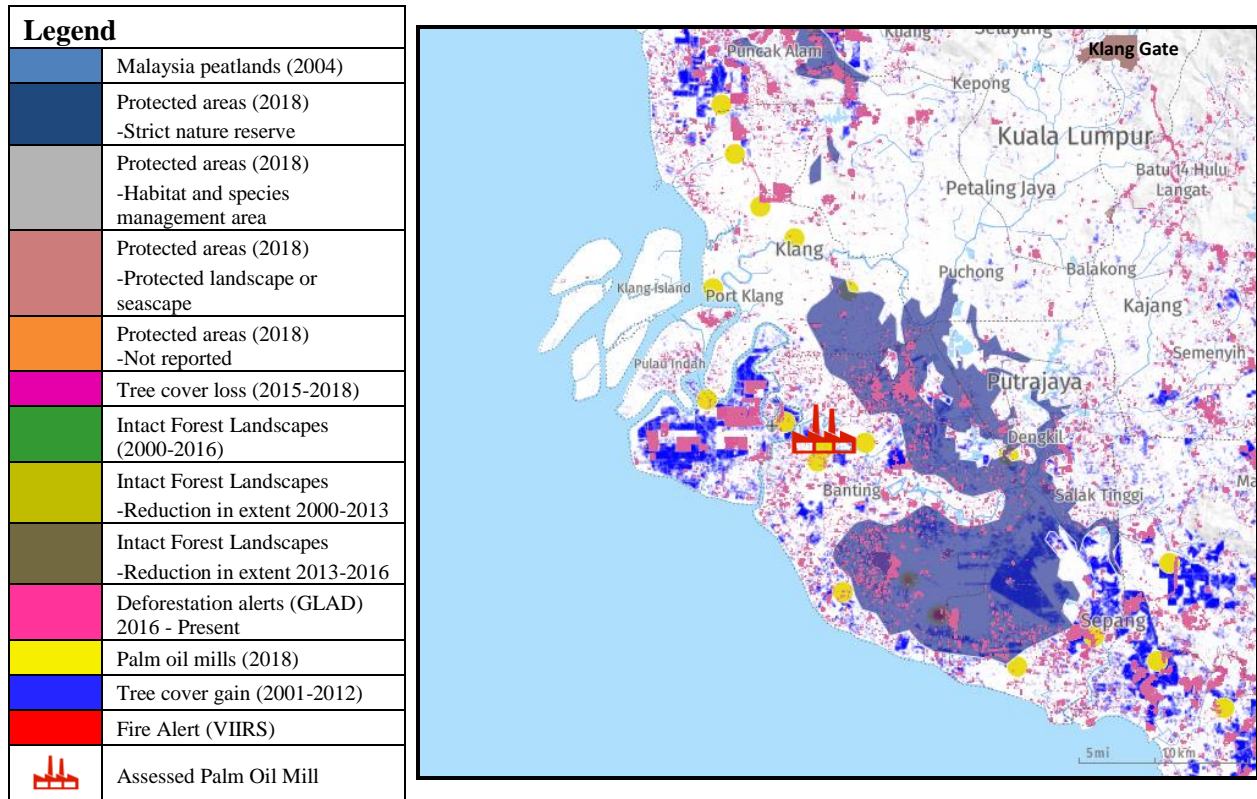 Legend
Malaysia peatlands (2004)
Protected areas (2018)
-Strict nature reserve
Protected areas (2018)
-Habitat and species
management area
Protected areas (2018)
-Protected landscape or
seascape
Protected areas (2018)
-Not reported
Tree cover loss (2015-2018)
Intact Forest Landscapes
(2000-2016)
Intact Forest Landscapes
-Reduction in extent 2000-2013
Intact Forest Landscapes
-Reduction in extent 2013-2016
Deforestation alerts (GLAD)
2016 - Present
Palm oil mills (2018)
Tree cover gain (2001-2012)
Fire Alert (VIIRS)
Assessed Palm Oil Mill
Kuang
Selayang
Puncak Alam
Klang Gate
Kepong
Kuala Lumpur
Batu 14 Hulu
Langat
Petaling Jaya
Klang
Puchong
Balakong
Klang Island
Port Klang
Kajang
Semenyih
Pulau Indah
Putrajaya
Dengkil
Banting
Salak Tinggi
Ma
Sepang
5mi
10km